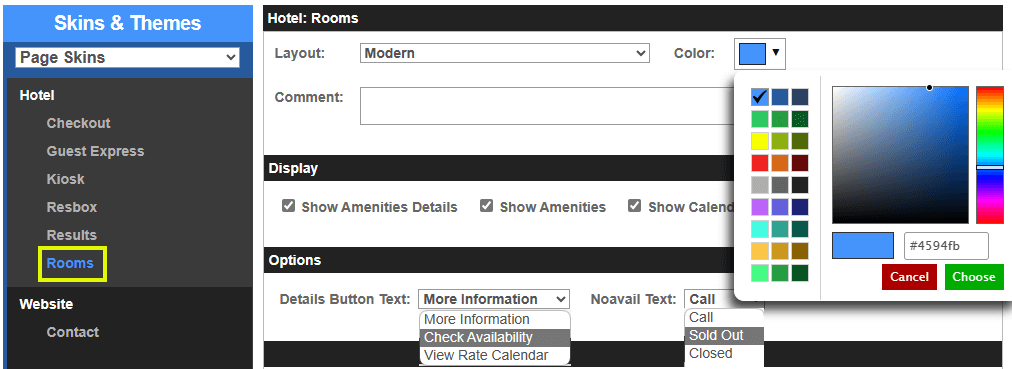 Skins & Themes
Page Skins
Hotel
Checkout
Guest Express
Kiosk
Resbox
Results
Rooms
Website
Contact
Hotel: Rooms
Layout: Modern Color:
Comment:
Display
Show Amenities Details Show Amenities Show Calend
#4594fb
Cancel Choose
Options
Details Button Text: More Information Noavail Text: Call
More Information
Check Availability
View Rate Calendar
Call
Sold Out
Closed